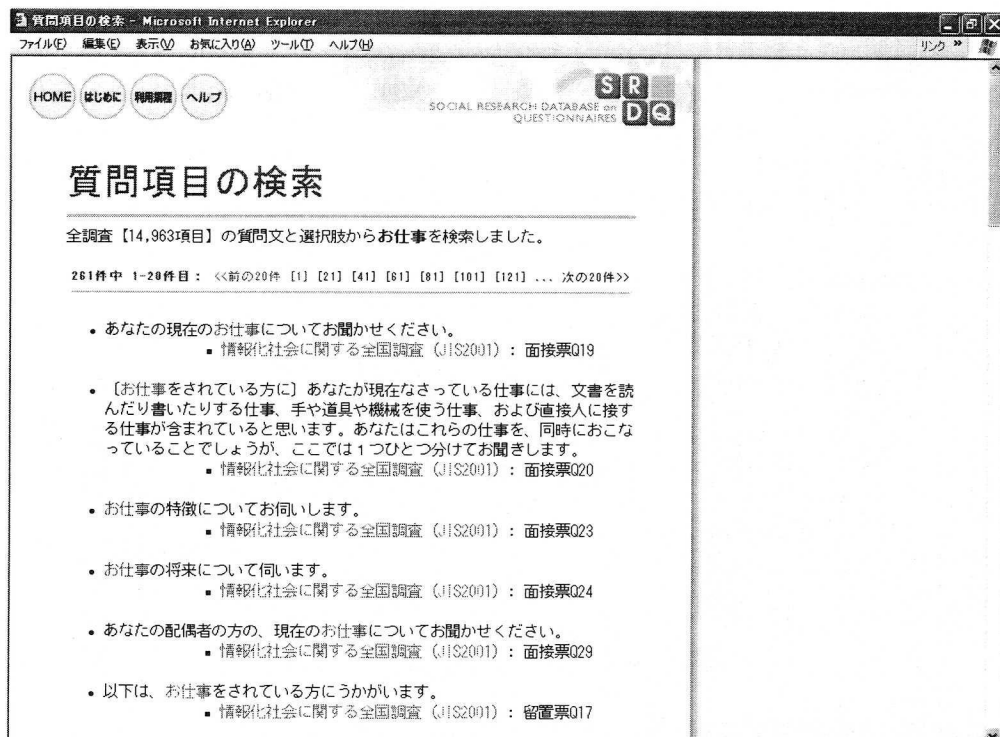 質問項目の検索 - Microsoft Internet Explorer
ファイル(F) 編集(E) 表示(V) お気に入り(A) ツール(T) ヘルプ(H)
リンク »
HOME はじめに 利用規程 ヘルプ
SOCIAL RESEARCH DATABASE on
QUESTIONNAIRES
SRDQ
質問項目の検索
全調査【14,963項目】の質問文と選択肢からお仕事を検索しました。
261件中 1-20件目: <<前の20件 [1] [21] [41] [61] [81] [101] [121] ... 次の20件>>
• あなたの現在のお仕事についてお聞かせください。
▪ 情報化社会に関する全国調査(JIS2001): 面接票Q19
• 〔お仕事をされている方に〕あなたが現在なさっている仕事には、文書を読
んだり書いたりする仕事、手や道具や機械を使う仕事、および直接人に接す
る仕事が含まれていると思います。あなたはこれらの仕事を、同時におこな
っていることでしょうが、ここでは1つひとつ分けてお聞きします。
▪ 情報化社会に関する全国調査(JIS2001): 面接票Q20
• お仕事の特徴についてお伺いします。
▪ 情報化社会に関する全国調査(JIS2001): 面接票Q23
• お仕事の将来について伺います。
▪ 情報化社会に関する全国調査(JIS2001): 面接票Q24
• あなたの配偶者の方の、現在のお仕事についてお聞かせください。
▪ 情報化社会に関する全国調査(JIS2001): 面接票Q29
• 以下は、お仕事をされている方にうかがいます。
▪ 情報化社会に関する全国調査(JIS2001): 留置票Q17